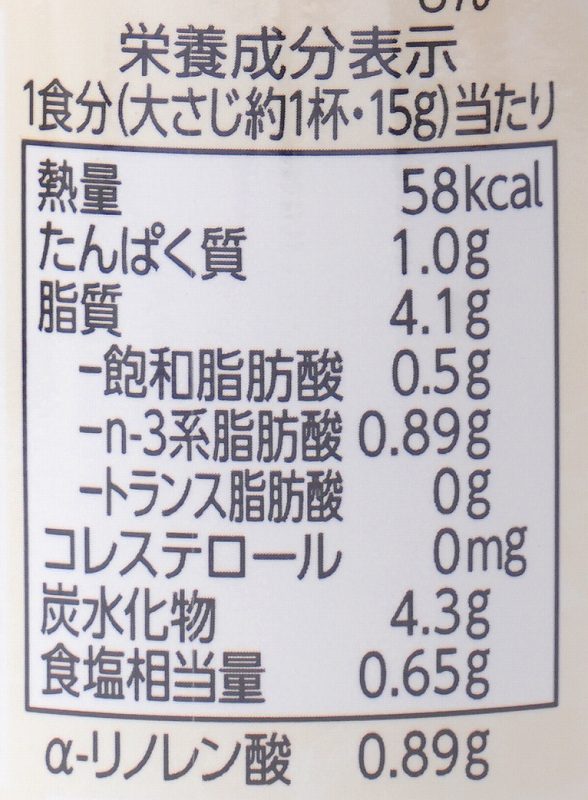 栄養成分表示
1食分(大さじ約1杯・15g)当たり
熱量 58kcal
たんぱく質 1.0g
脂質 4.1g
-飽和脂肪酸 0.5g
-n-3系脂肪酸 0.89g
-トランス脂肪酸 0g
コレステロール 0mg
炭水化物 4.3g
食塩相当量 0.65g
α-リノレン酸 0.89g